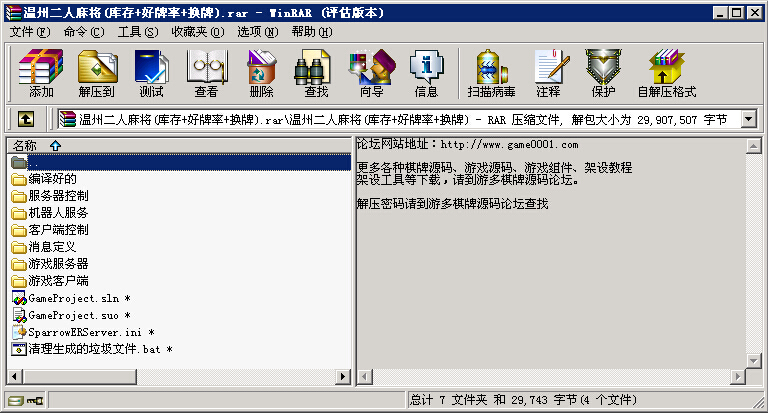 温州二人麻将(库存+好牌率+换牌).rar - WinRAR (评估版本)
文件(F) 命令(C) 工具(S) 收藏夹(O) 选项(N) 帮助(H)
添加 解压到 测试 查看 删除 查找 向导 信息 扫描病毒 注释 保护 自解压格式
温州二人麻将(库存+好牌率+换牌).rar\温州二人麻将(库存+好牌率+换牌) - RAR 压缩文件, 解包大小为 29,907,507 字节
名称
..
编译好的
服务器控制
机器人服务
客户端控制
消息定义
游戏服务器
游戏客户端
GameProject.sln *
GameProject.suo *
SparrowERServer.ini *
清理生成的垃圾文件.bat *
论坛网站地址：http://www.game0001.com
更多各种棋牌源码、游戏源码、游戏组件、架设教程
架设工具等下载，请到游多棋牌源码论坛。
解压密码请到游多棋牌源码论坛查找
总计 7 文件夹 和 29,743 字节(4 个文件)